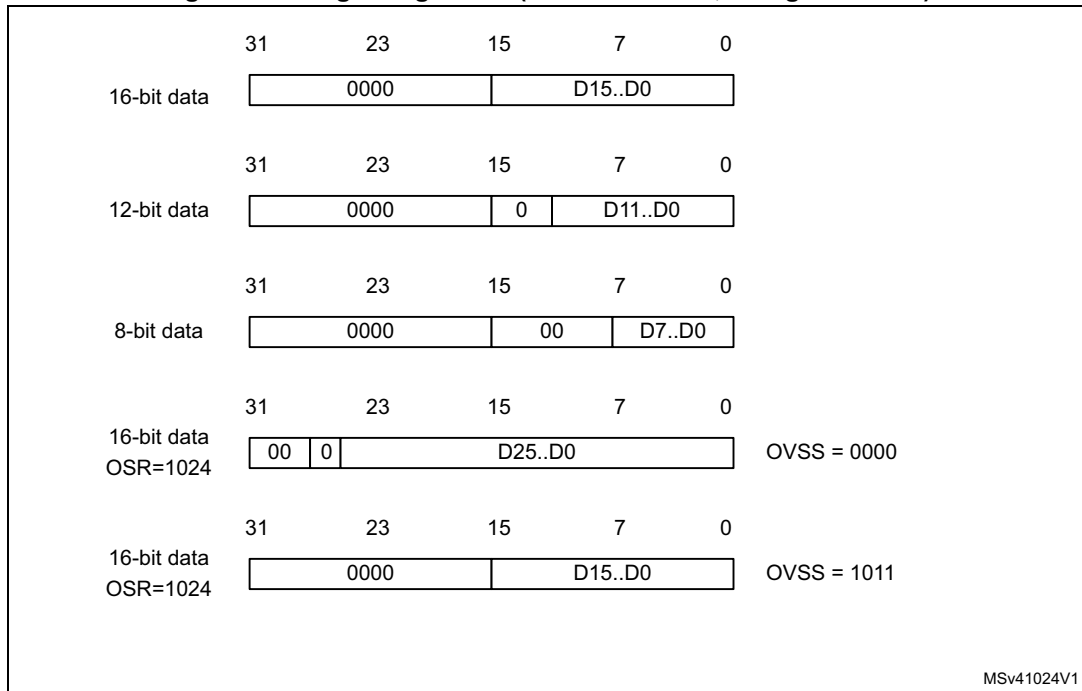 31 23 15 7 0
16-bit data 0000 D15..D0
31 23 15 7 0
12-bit data 0000 0 D11..D0
31 23 15 7 0
8-bit data 0000 00 D7..D0
31 23 15 7 0
16-bit data
OSR=1024 00 0 D25..D0 OVSS = 0000
31 23 15 7 0
16-bit data
OSR=1024 0000 D15..D0 OVSS = 1011
MSv41024V1